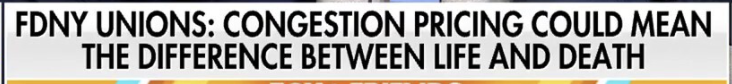 FDNY UNIONS: CONGESTION PRICING COULD MEAN
THE DIFFERENCE BETWEEN LIFE AND DEATH